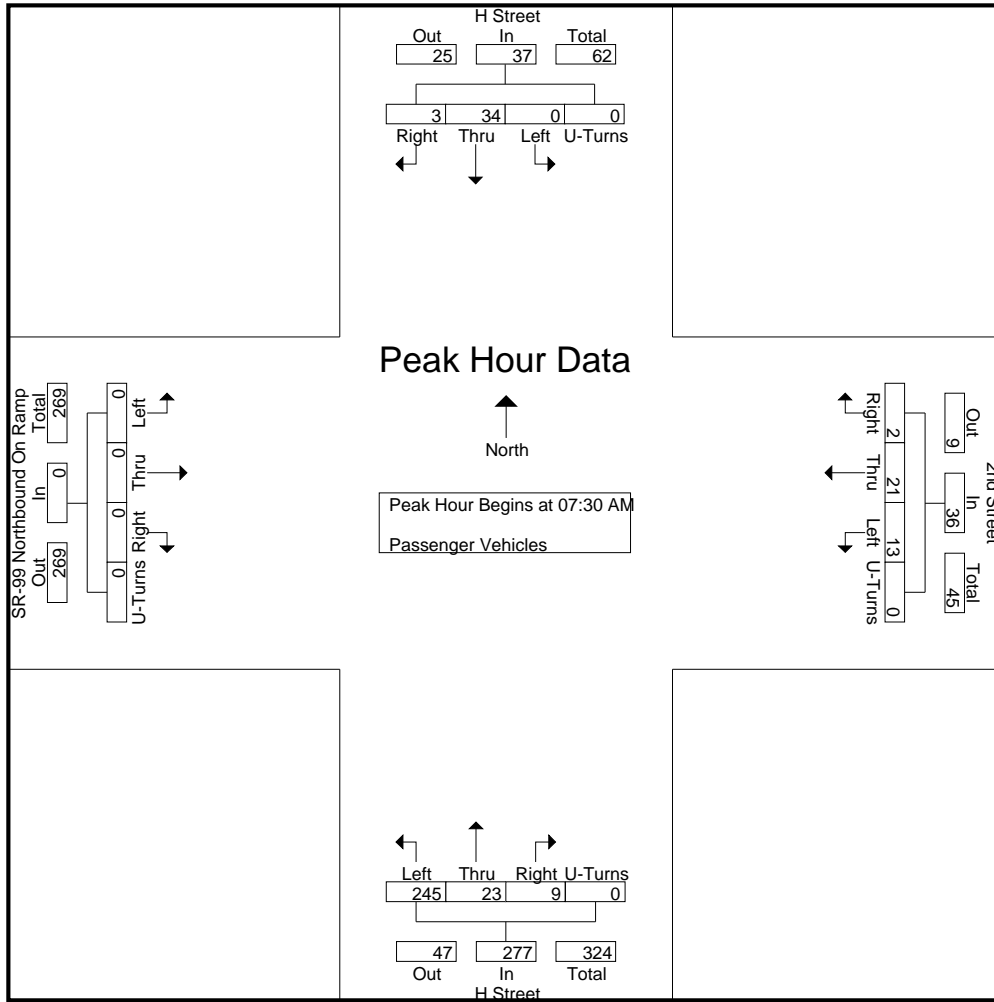 H Street
Out In Total
25 37 62
3 34 0 0
Right Thru Left U-Turns
Peak Hour Data
North
Peak Hour Begins at 07:30 AM
Passenger Vehicles
SR-99 Northbound On Ramp
Total In Out
269 0 269
0 0 0 0
Left Thru Right U-Turns
2nd Street
Out In Total
9 36 45
2 21 13 0
Right Thru Left U-Turns
Left Thru Right U-Turns
245 23 9 0
47 277 324
Out In Total
H Street